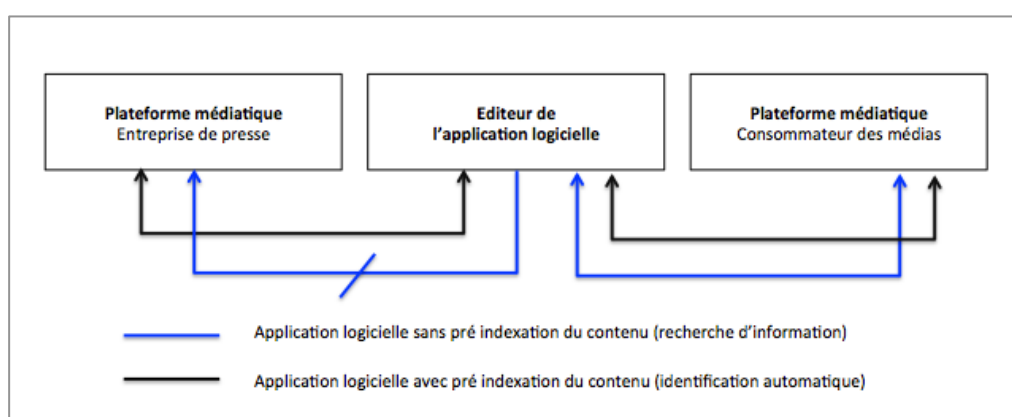 Plateforme médiatique
Entreprise de presse
Editeur de
l'application logicielle
Plateforme médiatique
Consommateur des médias
Application logicielle sans pré indexation du contenu (recherche d'information)
Application logicielle avec pré indexation du contenu (identification automatique)